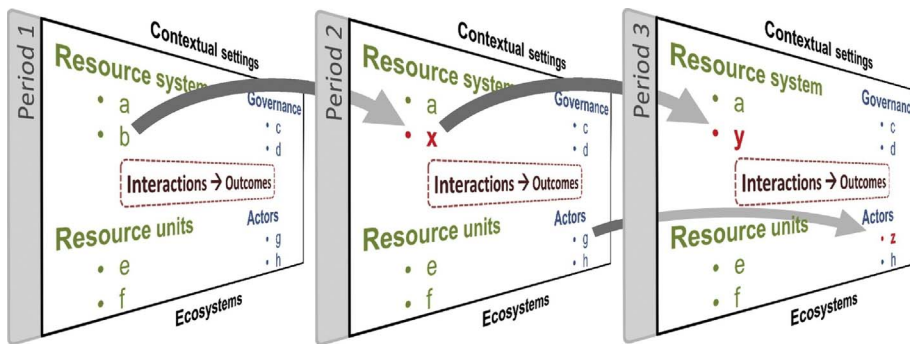 Period 1
Contextual settings
Resource system
• a
• b
Governance
• c
• d
Interactions → Outcomes
Resource units
• e
• f
Actors
• g
• h
Ecosystems
Period 2
Contextual settings
Resource system
• a
• x
Governance
• c
• d
Interactions → Outcomes
Resource units
• e
• f
Actors
• g
• h
Ecosystems
Period 3
Contextual settings
Resource system
• a
• y
Governance
• c
• d
Interactions → Outcomes
Resource units
• e
• f
Actors
• z
• h
Ecosystems